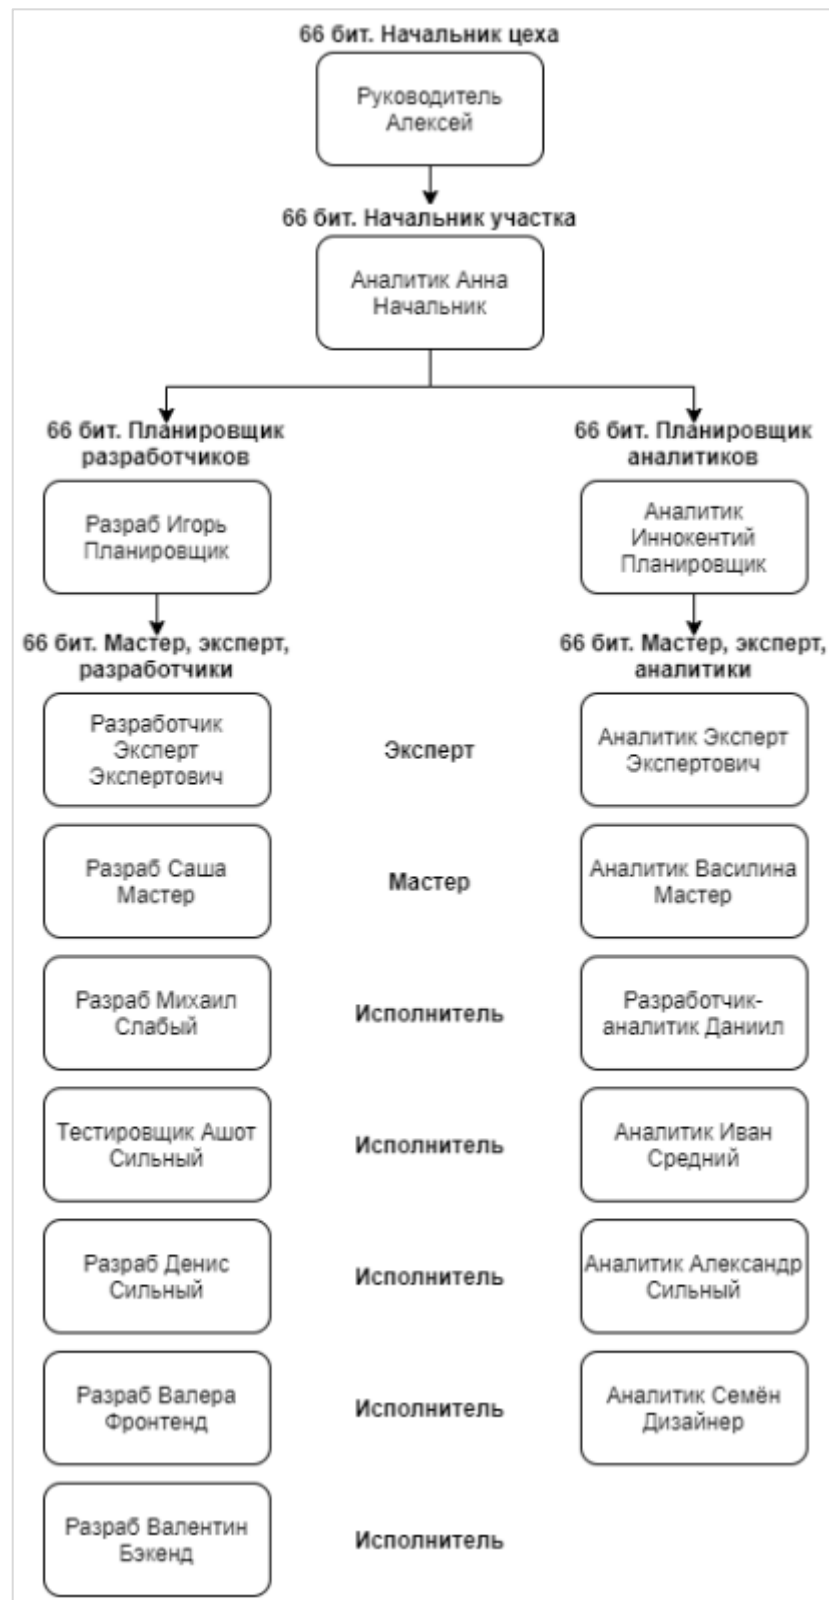 66 бит. Начальник цеха
Руководитель
Алексей
66 бит. Начальник участка
Аналитик Анна
Начальник
66 бит. Планировщик
разработчиков
66 бит. Планировщик
аналитиков
Разраб Игорь
Планировщик
Аналитик
Иннокентий
Планировщик
66 бит. Мастер, эксперт,
разработчики
66 бит. Мастер, эксперт,
аналитики
Разработчик
Эксперт
Экспертович
Эксперт
Аналитик Эксперт
Экспертович
Разраб Саша
Мастер
Мастер
Аналитик Василина
Мастер
Разраб Михаил
Слабый
Исполнитель
Разработчик-
аналитик Даниил
Тестировщик Ашот
Сильный
Исполнитель
Аналитик Иван
Средний
Разраб Денис
Сильный
Исполнитель
Аналитик Александр
Сильный
Разраб Валера
Фронтенд
Исполнитель
Аналитик Семён
Дизайнер
Разраб Валентин
Бэкенд
Исполнитель